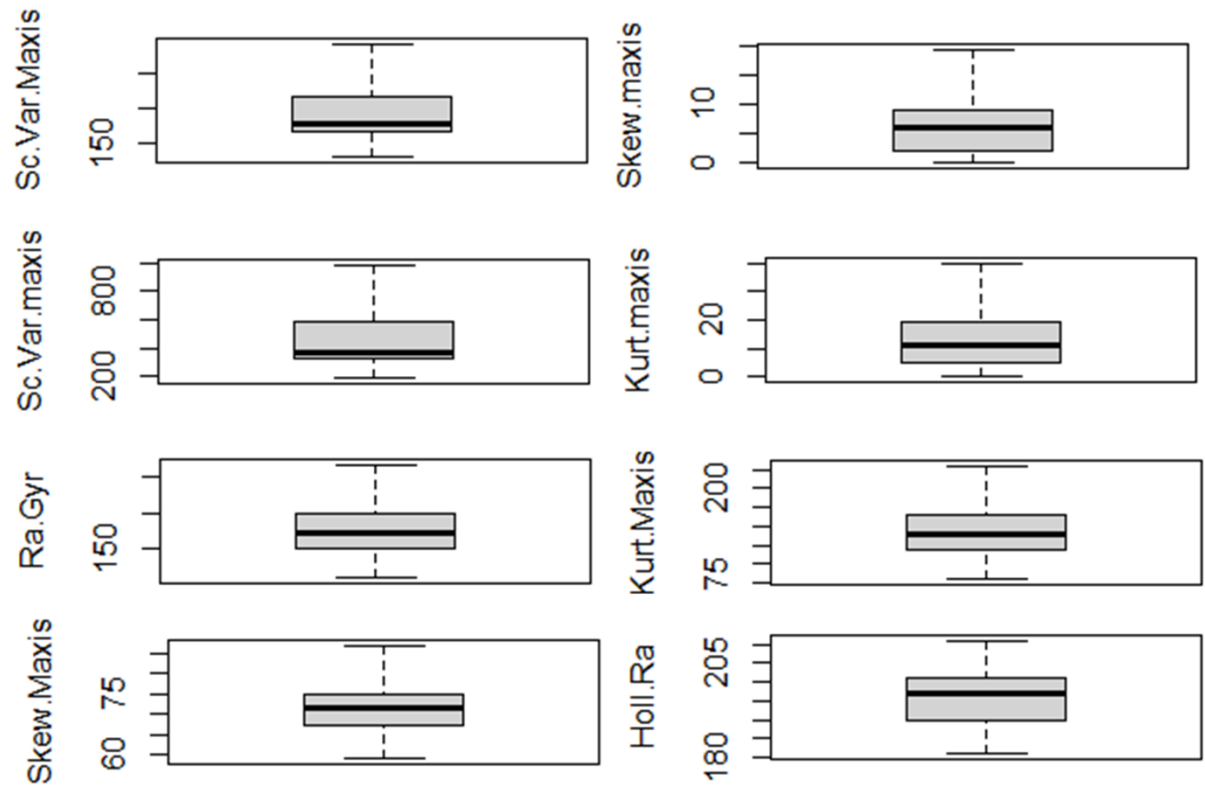 Sc.Var.Maxis
150
Skew.maxis
10
0
Sc.Var.maxis
800
200
Kurt.maxis
20
0
Ra.Gyr
150
Kurt.Maxis
200
75
Skew.Maxis
75
60
Holl.Ra
205
180